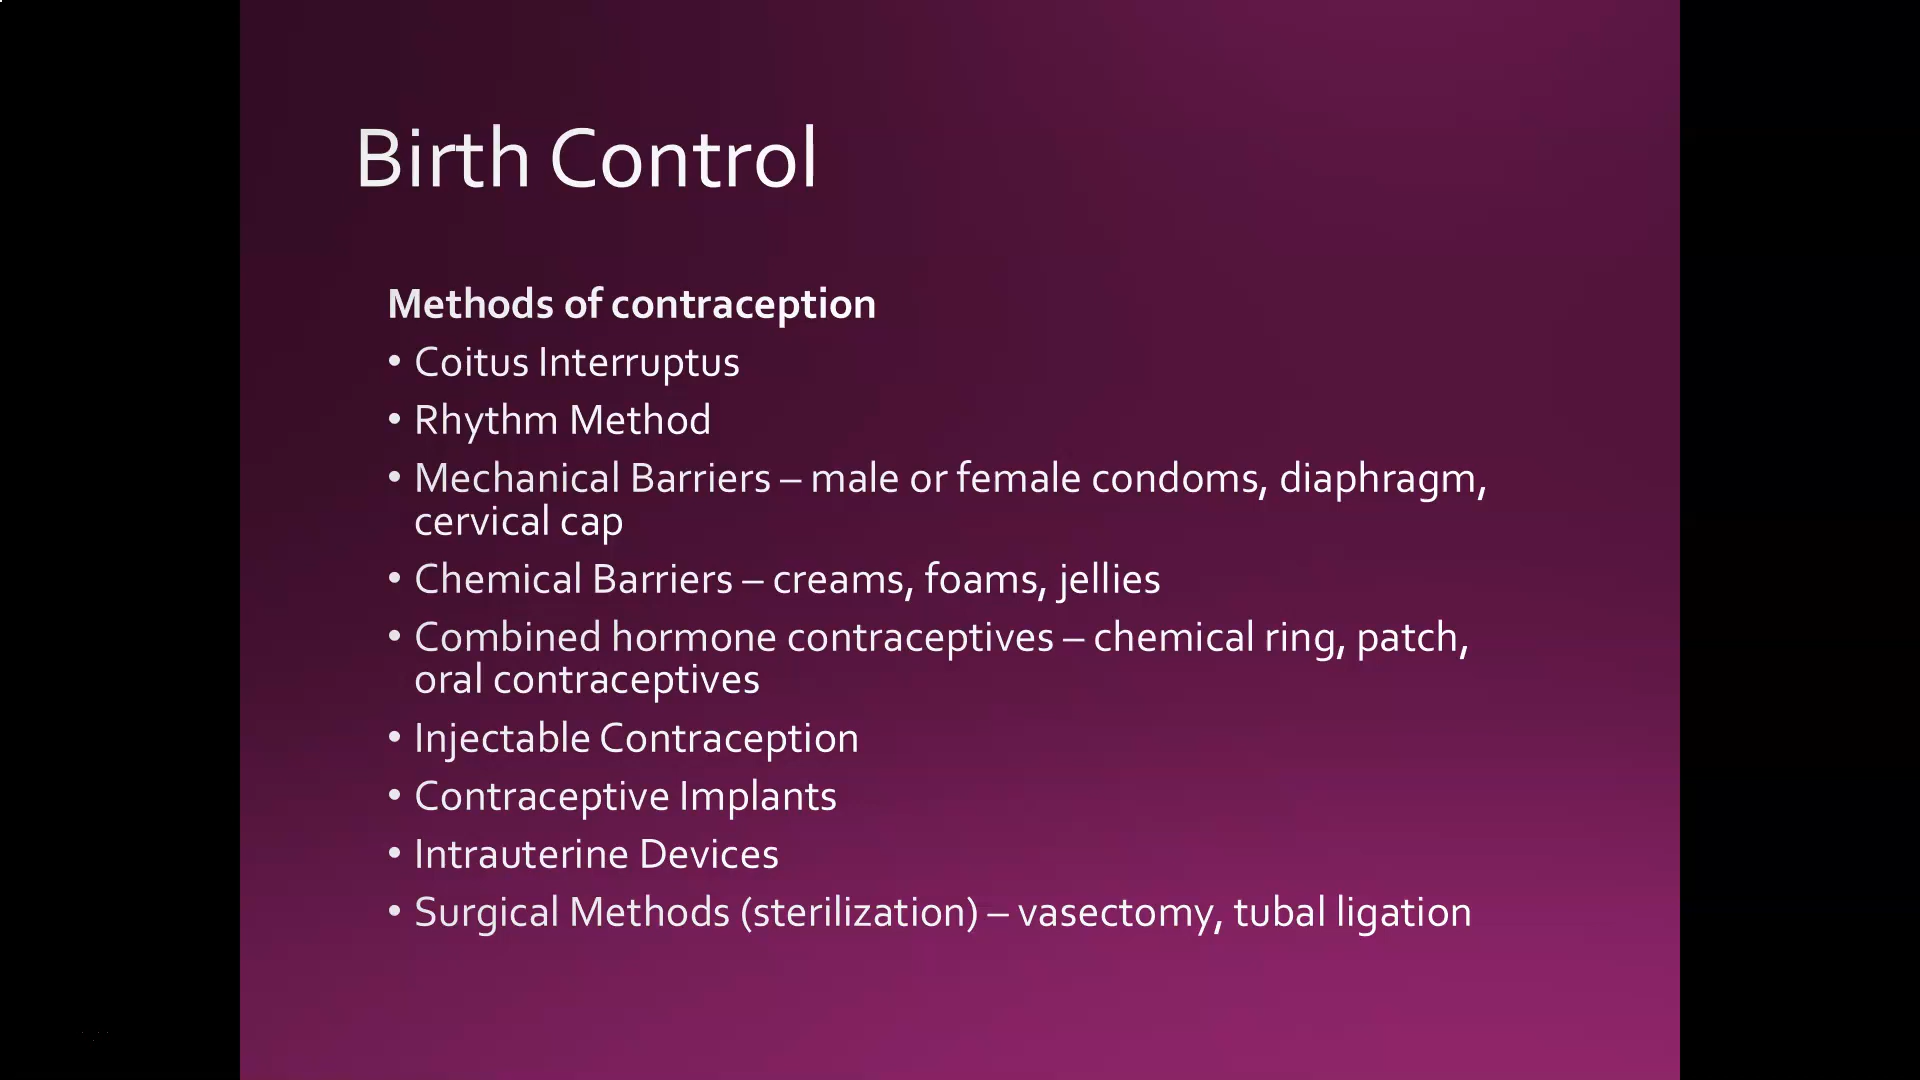 Birth Control
Methods of contraception
• Coitus Interruptus
• Rhythm Method
• Mechanical Barriers – male or female condoms, diaphragm,
cervical cap
• Chemical Barriers – creams, foams, jellies
• Combined hormone contraceptives – chemical ring, patch,
oral contraceptives
• Injectable Contraception
• Contraceptive Implants
• Intrauterine Devices
• Surgical Methods (sterilization) – vasectomy, tubal ligation